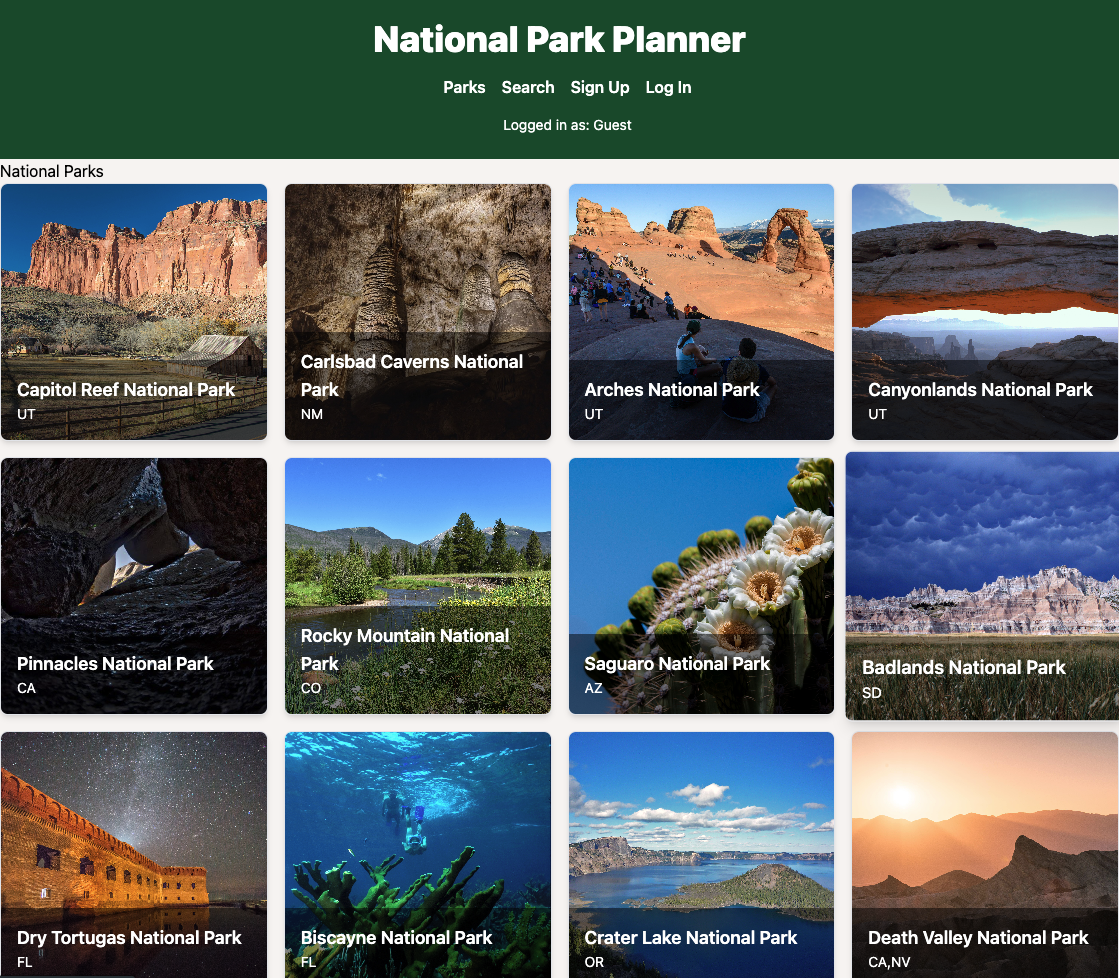 National Park Planner
Parks Search Sign Up Log In
Logged in as: Guest
National Parks
Capitol Reef National Park
UT
Carlsbad Caverns National
Park
NM
Arches National Park
UT
Canyonlands National Park
UT
Pinnacles National Park
CA
Rocky Mountain National
Park
CO
Saguaro National Park
AZ
Badlands National Park
SD
Dry Tortugas National Park
FL
Biscayne National Park
FL
Crater Lake National Park
OR
Death Valley National Park
CA,NV